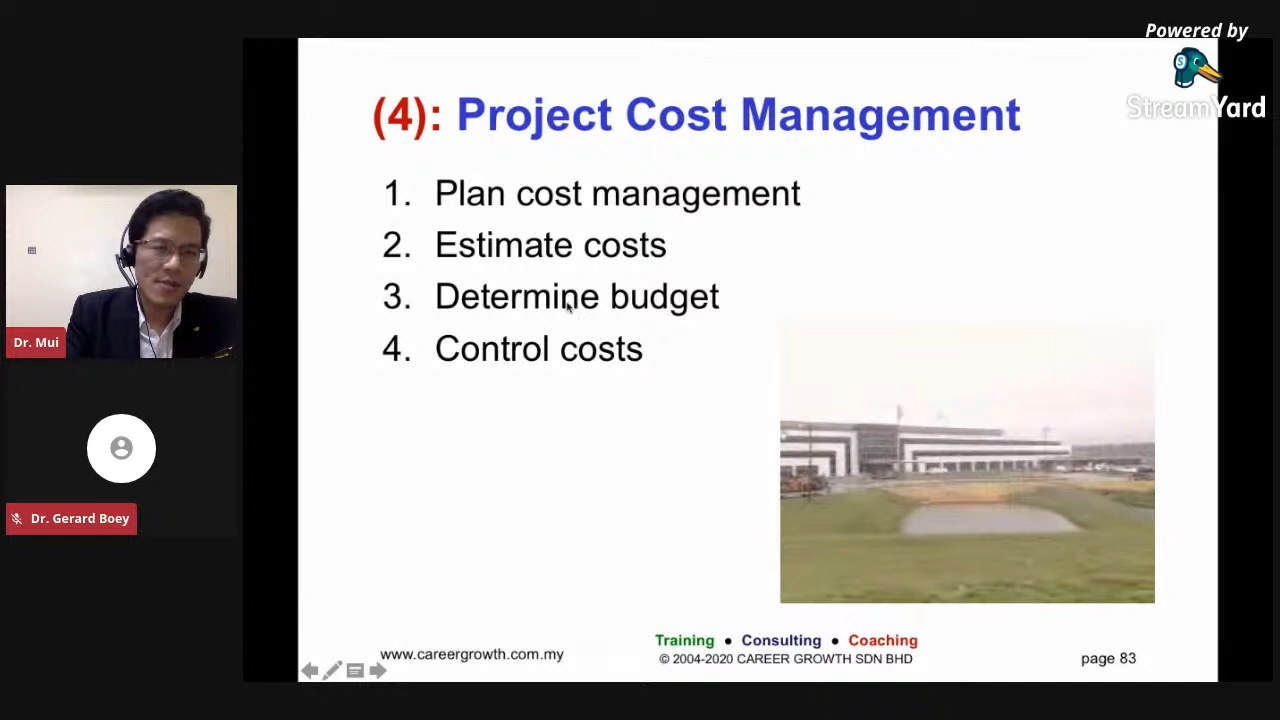 Powered by
StreamYard
(4): Project Cost Management
1. Plan cost management
2. Estimate costs
3. Determine budget
4. Control costs
Dr. Mui
Dr. Gerard Boey
Training ● Consulting ● Coaching
www.careergrowth.com.my
© 2004-2020 CAREER GROWTH SDN BHD
page 83